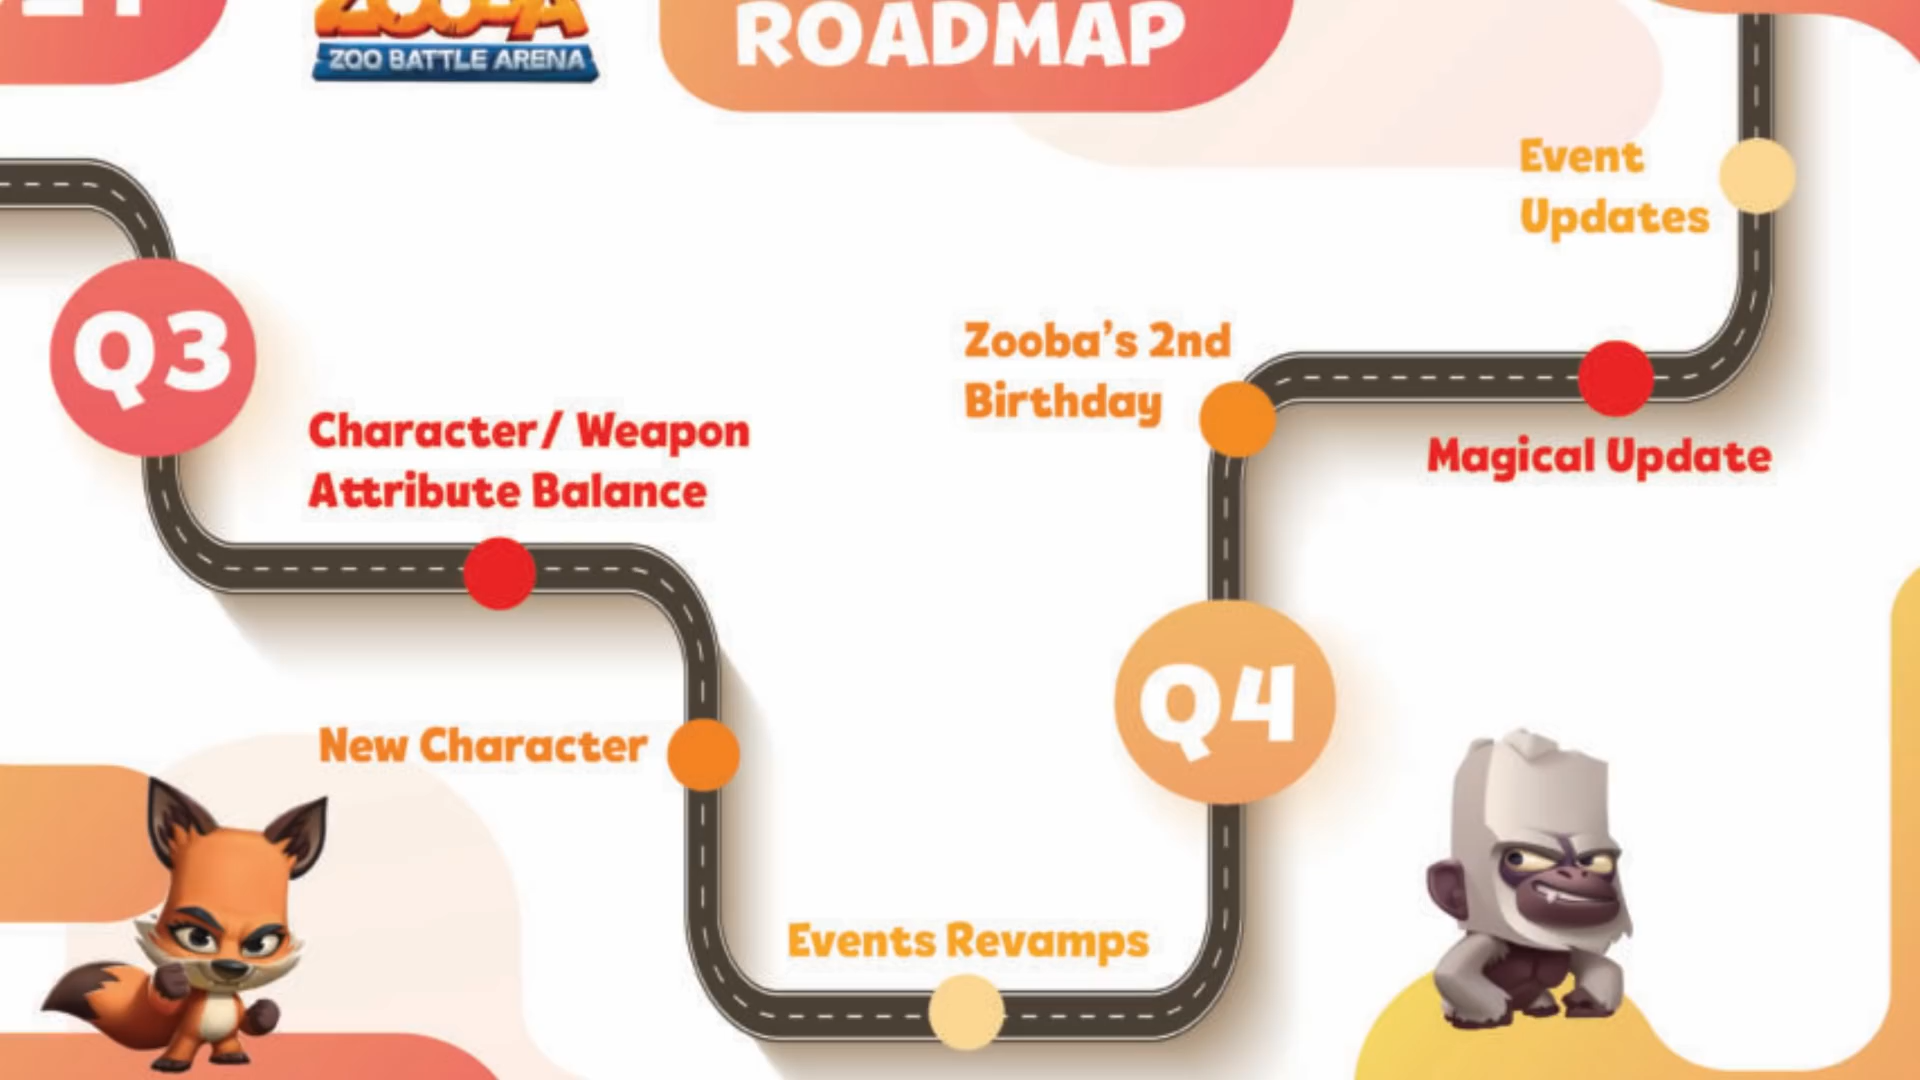 ZOOBA
ZOO BATTLE ARENA
ROADMAP
Event
Updates
Q3
Zooba's 2nd
Birthday
Character/ Weapon
Attribute Balance
Magical Update
Q4
New Character
Events Revamps